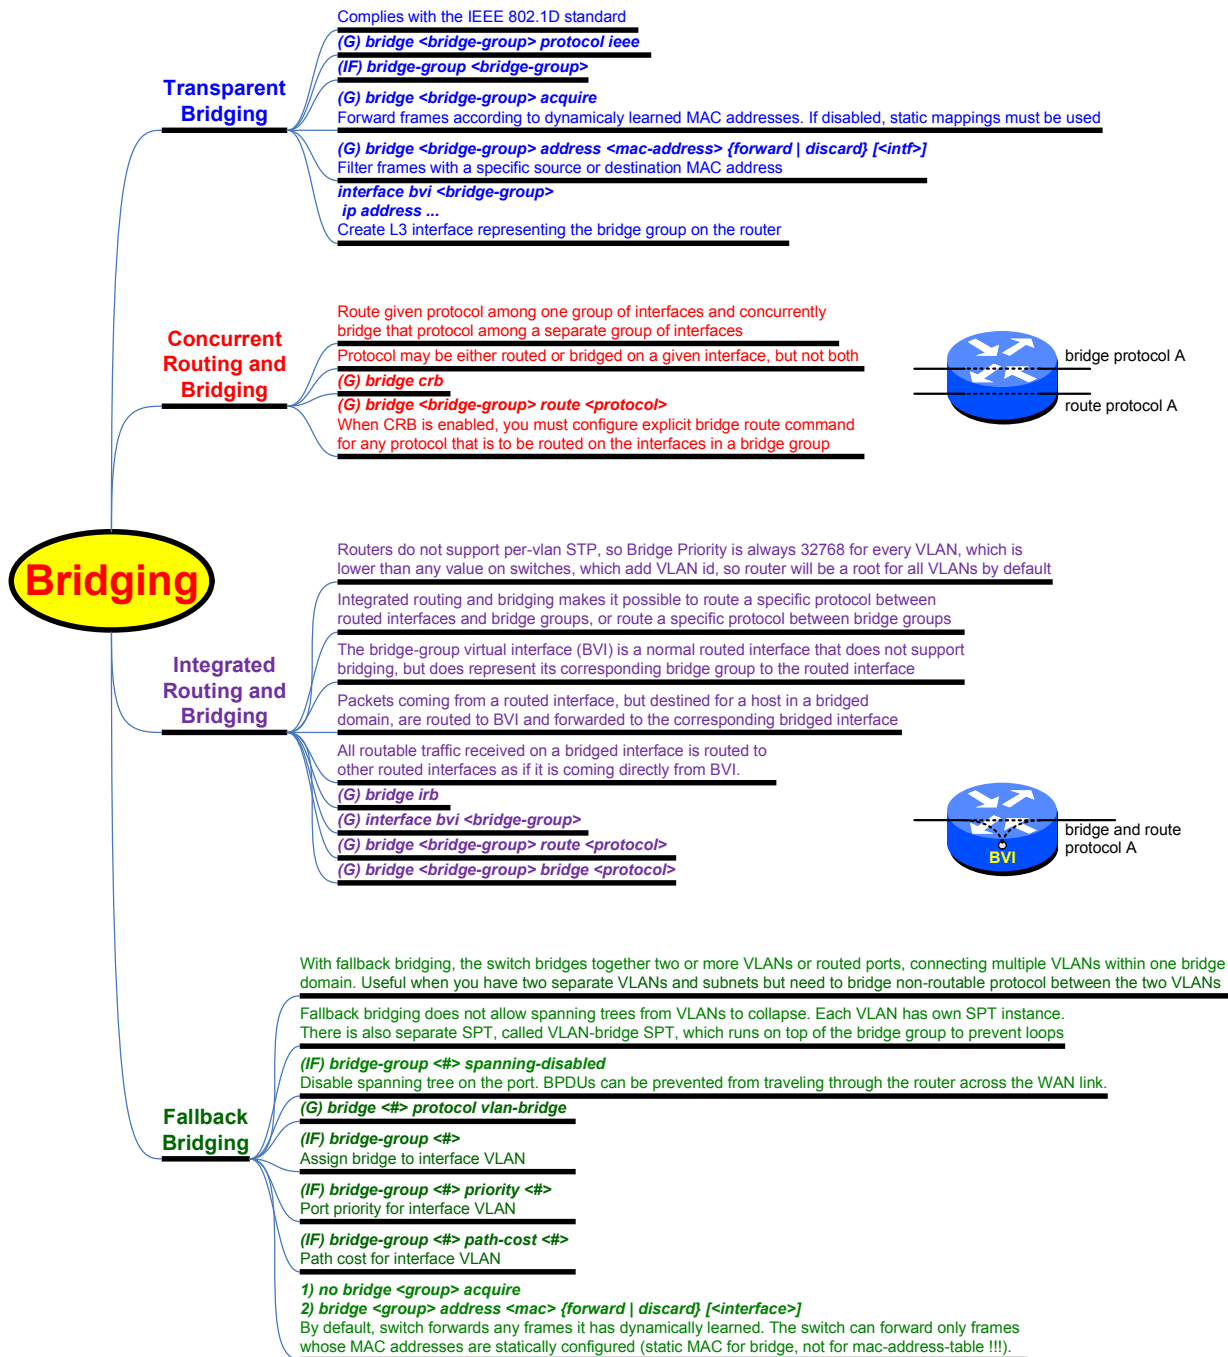 Bridging
Transparent
Bridging
Complies with the IEEE 802.1D standard
(G) bridge <bridge-group> protocol ieee
(IF) bridge-group <bridge-group>
(G) bridge <bridge-group> acquire
Forward frames according to dynamicaly learned MAC addresses. If disabled, static mappings must be used
(G) bridge <bridge-group> address <mac-address> {forward | discard} [<intf>]
Filter frames with a specific source or destination MAC address
interface bvi <bridge-group>
ip address ...
Create L3 interface representing the bridge group on the router
Concurrent
Routing and
Bridging
Route given protocol among one group of interfaces and concurrently
bridge that protocol among a separate group of interfaces
Protocol may be either routed or bridged on a given interface, but not both
(G) bridge crb
(G) bridge <bridge-group> route <protocol>
When CRB is enabled, you must configure explicit bridge route command
for any protocol that is to be routed on the interfaces in a bridge group
bridge protocol A
route protocol A
Integrated
Routing and
Bridging
Routers do not support per-vlan STP, so Bridge Priority is always 32768 for every VLAN, which is
lower than any value on switches, which add VLAN id, so router will be a root for all VLANs by default
Integrated routing and bridging makes it possible to route a specific protocol between
routed interfaces and bridge groups, or route a specific protocol between bridge groups
The bridge-group virtual interface (BVI) is a normal routed interface that does not support
bridging, but does represent its corresponding bridge group to the routed interface
Packets coming from a routed interface, but destined for a host in a bridged
domain, are routed to BVI and forwarded to the corresponding bridged interface
All routable traffic received on a bridged interface is routed to
other routed interfaces as if it is coming directly from BVI.
(G) bridge irb
(G) interface bvi <bridge-group>
(G) bridge <bridge-group> route <protocol>
(G) bridge <bridge-group> bridge <protocol>
bridge and route
protocol A
BVI
Fallback
Bridging
With fallback bridging, the switch bridges together two or more VLANs or routed ports, connecting multiple VLANs within one bridge
domain. Useful when you have two separate VLANs and subnets but need to bridge non-routable protocol between the two VLANs
Fallback bridging does not allow spanning trees from VLANs to collapse. Each VLAN has own SPT instance.
There is also separate SPT, called VLAN-bridge SPT, which runs on top of the bridge group to prevent loops
(IF) bridge-group <#> spanning-disabled
Disable spanning tree on the port. BPDUs can be prevented from traveling through the router across the WAN link.
(G) bridge <#> protocol vlan-bridge
(IF) bridge-group <#>
Assign bridge to interface VLAN
(IF) bridge-group <#> priority <#>
Port priority for interface VLAN
(IF) bridge-group <#> path-cost <#>
Path cost for interface VLAN
1) no bridge <group> acquire
2) bridge <group> address <mac> {forward | discard} [<interface>]
By default, switch forwards any frames it has dynamically learned. The switch can forward only frames
whose MAC addresses are statically configured (static MAC for bridge, not for mac-address-table !!!).